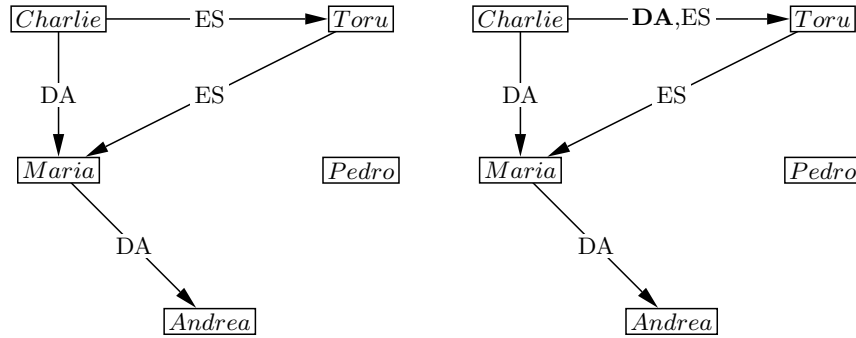 Charlie ES Toru
DA ES
Maria Pedro
DA
Andrea
Charlie DA,ES Toru
DA ES
Maria Pedro
DA
Andrea